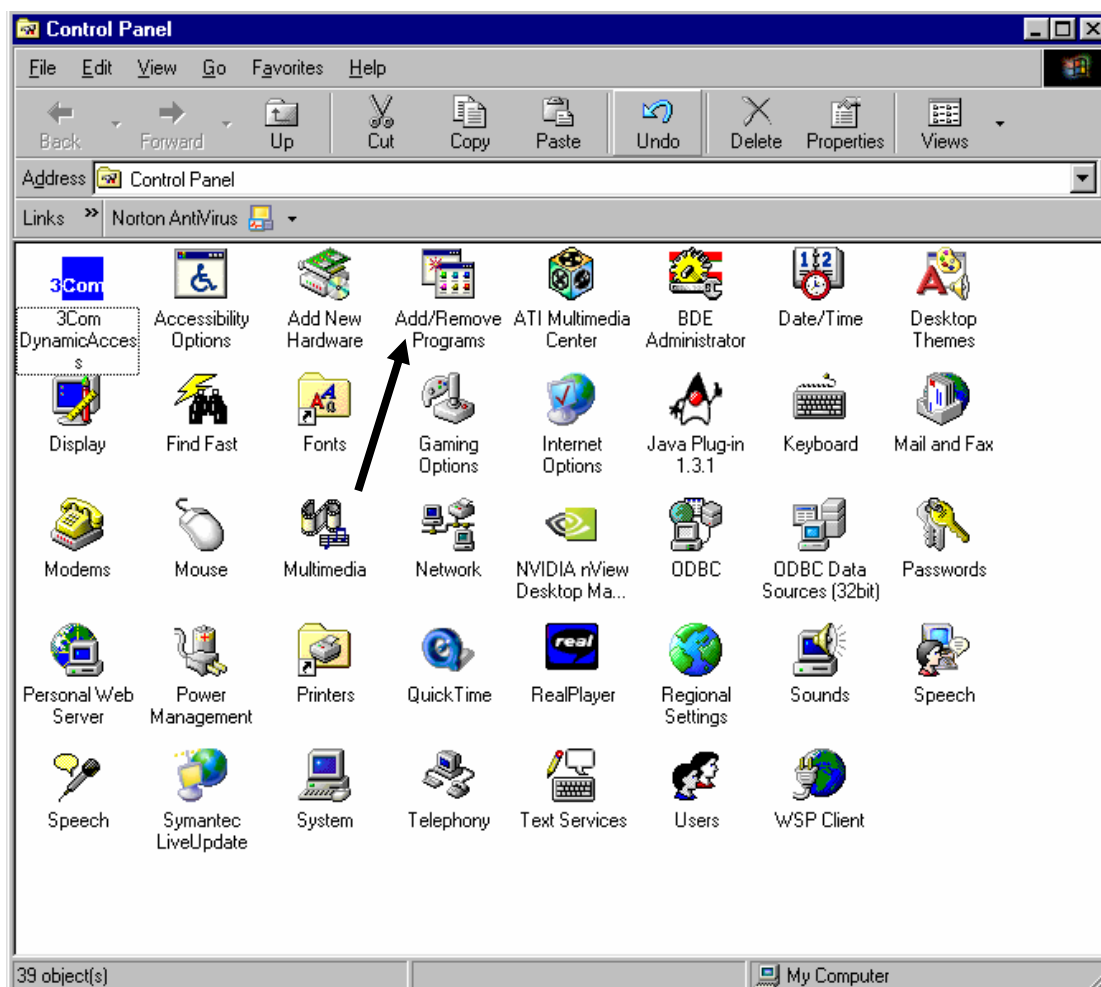 Control Panel
File Edit View Go Favorites Help
Back Forward Up Cut Copy Paste Undo Delete Properties Views
Address Control Panel
Links » Norton AntiVirus
3Com 1 2
3Com Accessibility Add New Add/Remove ATI Multimedia BDE Date/Time Desktop
DynamicAcces Options Hardware Programs Center Administrator Themes
s
Display Find Fast Fonts Gaming Internet Java Plug-in Keyboard Mail and Fax
Options Options 1.3.1
Modems Mouse Multimedia Network NVIDIA nView ODBC ODBC Data Passwords
Desktop Ma... Sources (32bit)
real
Personal Web Power Printers QuickTime RealPlayer Regional Sounds Speech
Server Management Settings
Speech Symantec System Telephony Text Services Users WSP Client
LiveUpdate
39 object(s) My Computer